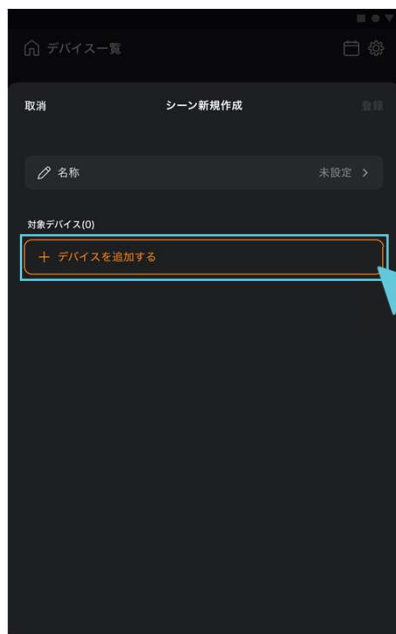 デバイス一覧
取消 シーン新規作成 登録
名称 未設定 >
対象デバイス(0)
+ デバイスを追加する